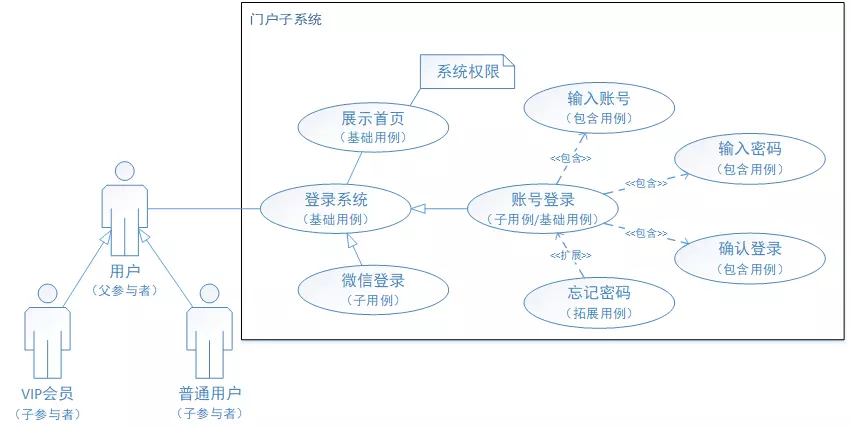 门户子系统
系统权限
展示首页
(基础用例)
输入账号
(包含用例)
<<包含>>
输入密码
(包含用例)
<<包含>>
登录系统
(基础用例)
账号登录
(子用例/基础用例)
<<包含>>
确认登录
(包含用例)
<<扩展>>
微信登录
(子用例)
忘记密码
(拓展用例)
用户
(父参与者)
VIP会员
(子参与者)
普通用户
(子参与者)